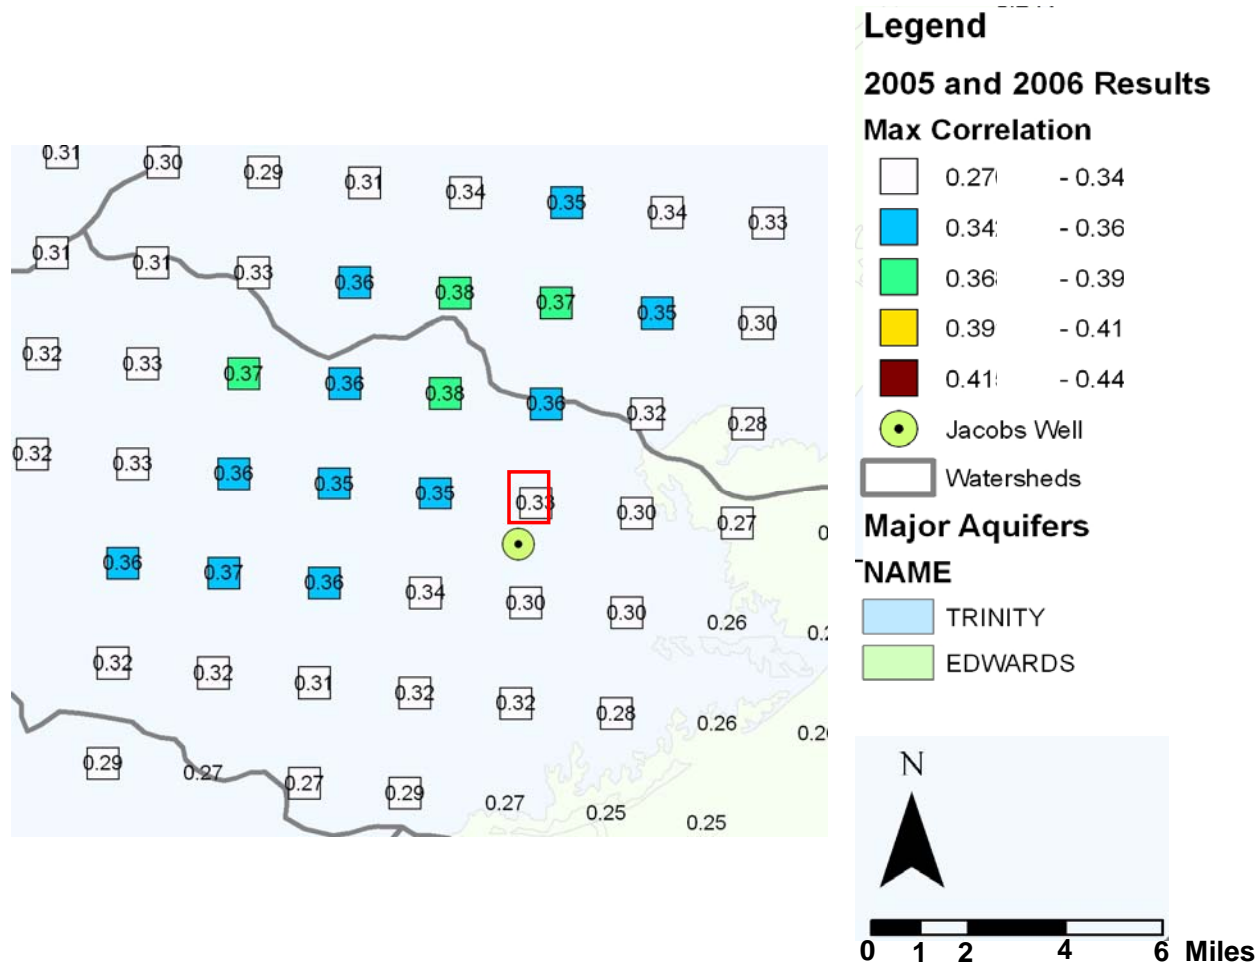 Legend
2005 and 2006 Results
Max Correlation
- 0.34
- 0.36
- 0.39
0.39 - 0.41
- 0.44
Jacobs Well
Watersheds
Major Aquifers
NAME
TRINITY
EDWARDS
N
0 1 2 4 6 Miles
0.31 0.30 0.29 0.31 0.34 0.35 0.34 0.33
0.31 0.31 0.33 0.36 0.38 0.37 0.35 0.30
0.32 0.33 0.37 0.36 0.38 0.36 0.32 0.28
0.32 0.33 0.36 0.35 0.35 0.33 0.30 0.27
0.36 0.37 0.36 0.34 0.30 0.30 0.26
0.32 0.32 0.31 0.32 0.32 0.28 0.26
0.29 0.27 0.27 0.29 0.27 0.25 0.25